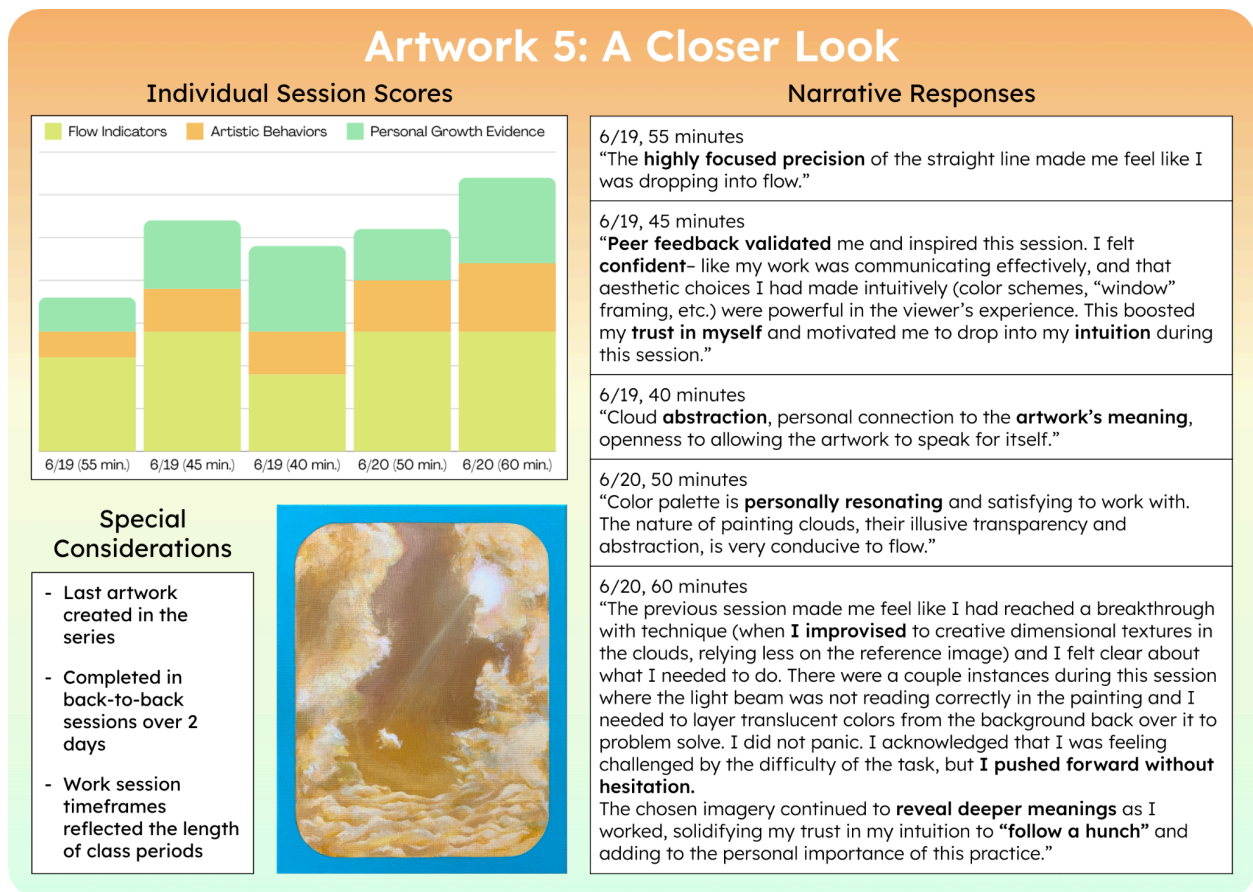 Artwork 5: A Closer Look
Individual Session Scores
Flow Indicators
Artistic Behaviors
Personal Growth Evidence
6/19 (55 min.)
6/19 (45 min.)
6/19 (40 min.)
6/20 (50 min.)
6/20 (60 min.)
Special
Considerations
- Last artwork
created in the
series
- Completed in
back-to-back
sessions over 2
days
- Work session
timeframes
reflected the length
of class periods
Narrative Responses
6/19, 55 minutes
“The highly focused precision of the straight line made me feel like I
was dropping into flow.”
6/19, 45 minutes
“Peer feedback validated me and inspired this session. I felt
confident– like my work was communicating effectively, and that
aesthetic choices I had made intuitively (color schemes, “window”
framing, etc.) were powerful in the viewer’s experience. This boosted
my trust in myself and motivated me to drop into my intuition during
this session.”
6/19, 40 minutes
“Cloud abstraction, personal connection to the artwork’s meaning,
openness to allowing the artwork to speak for itself.”
6/20, 50 minutes
“Color palette is personally resonating and satisfying to work with.
The nature of painting clouds, their illusive transparency and
abstraction, is very conducive to flow.”
6/20, 60 minutes
“The previous session made me feel like I had reached a breakthrough
with technique (when I improvised to creative dimensional textures in
the clouds, relying less on the reference image) and I felt clear about
what I needed to do. There were a couple instances during this session
where the light beam was not reading correctly in the painting and I
needed to layer translucent colors from the background back over it to
problem solve. I did not panic. I acknowledged that I was feeling
challenged by the difficulty of the task, but I pushed forward without
hesitation.
The chosen imagery continued to reveal deeper meanings as I
worked, solidifying my trust in my intuition to “follow a hunch” and
adding to the personal importance of this practice.”